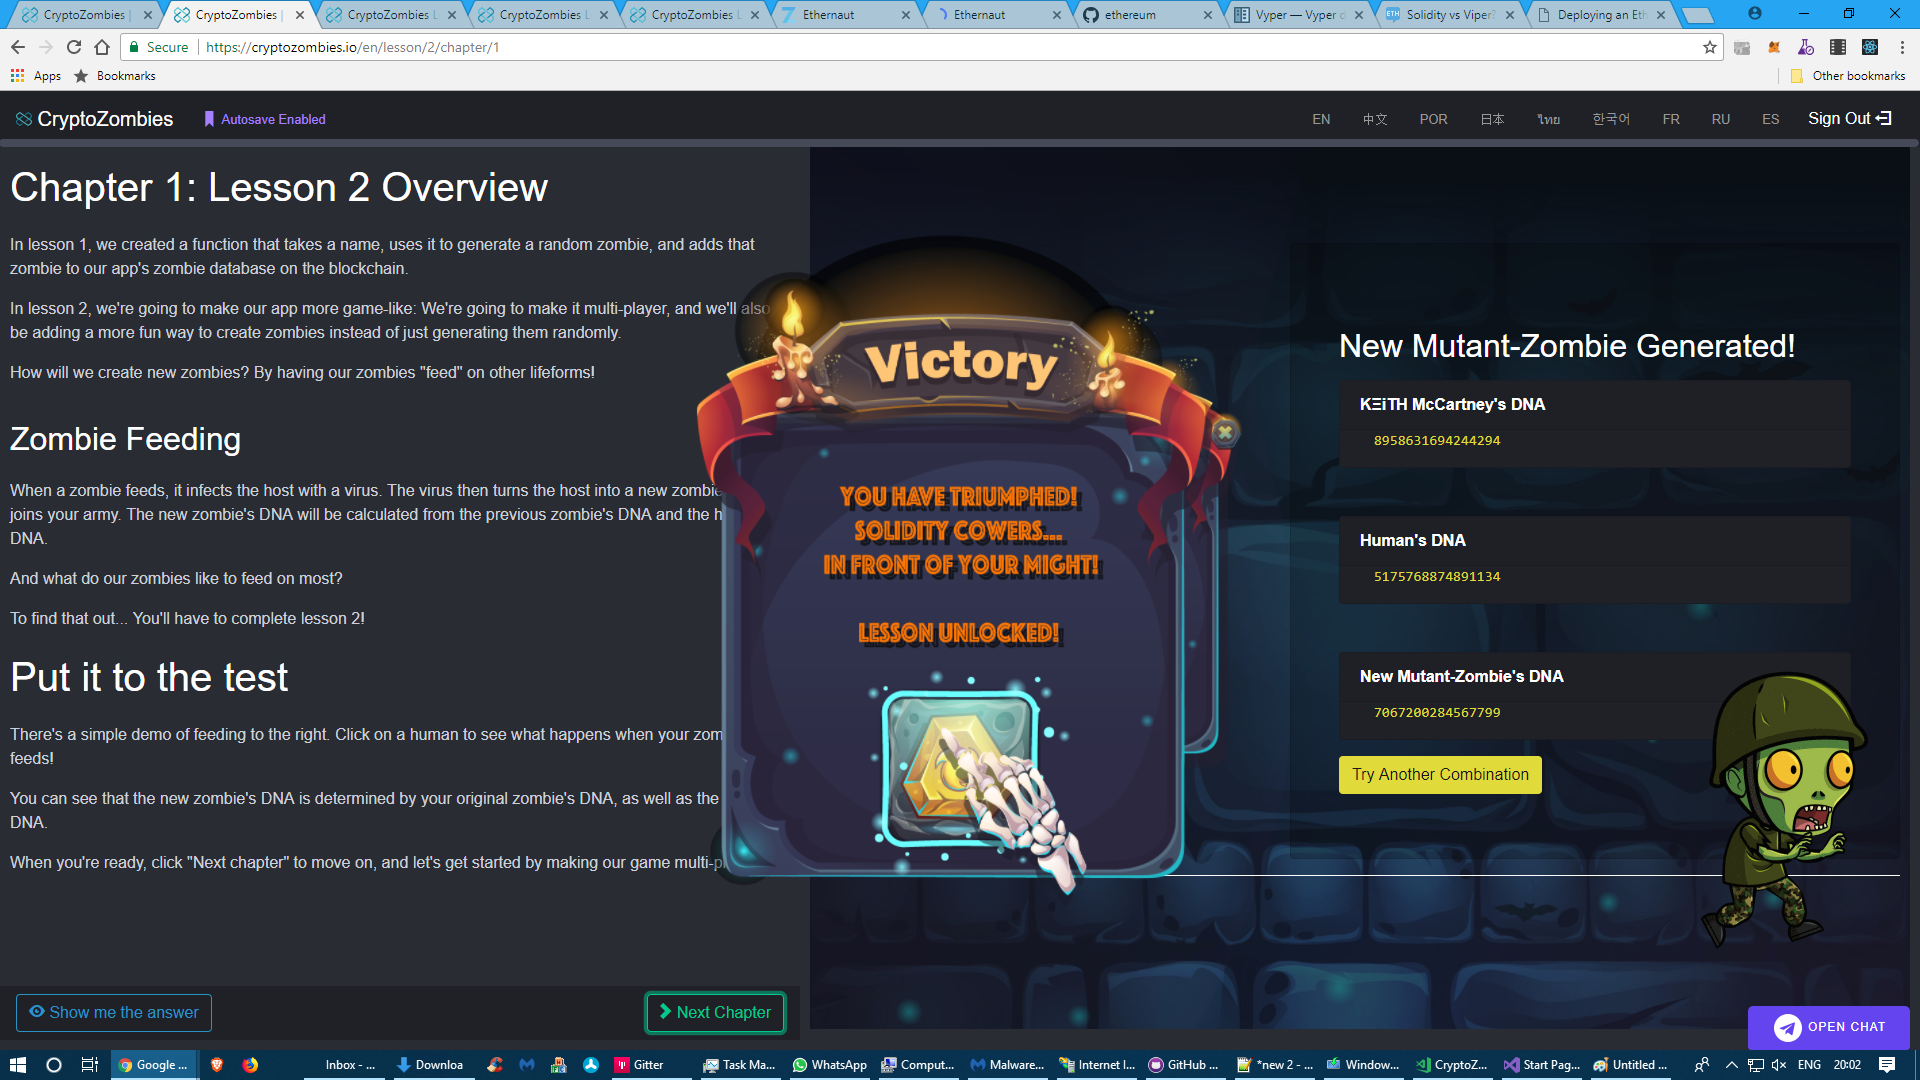 CryptoZombies |
CryptoZombies |
CryptoZombies L
CryptoZombies L
CryptoZombies L
Ethernaut
Ethernaut
ethereum
Vyper — Vyper d
Solidity vs Viper?
Deploying an Eth
Secure
https://cryptozombies.io/en/lesson/2/chapter/1
Apps
Bookmarks
Other bookmarks
CryptoZombies
Autosave Enabled
EN
中文
POR
日本
ไทย
한국어
FR
RU
ES
Sign Out
Chapter 1: Lesson 2 Overview
In lesson 1, we created a function that takes a name, uses it to generate a random zombie, and adds that
zombie to our app's zombie database on the blockchain.
In lesson 2, we're going to make our app more game-like: We're going to make it multi-player, and we'll also
be adding a more fun way to create zombies instead of just generating them randomly.
How will we create new zombies? By having our zombies "feed" on other lifeforms!
Zombie Feeding
When a zombie feeds, it infects the host with a virus. The virus then turns the host into a new zombie
joins your army. The new zombie's DNA will be calculated from the previous zombie's DNA and the h
DNA.
And what do our zombies like to feed on most?
To find that out... You'll have to complete lesson 2!
Put it to the test
There's a simple demo of feeding to the right. Click on a human to see what happens when your zom
feeds!
You can see that the new zombie's DNA is determined by your original zombie's DNA, as well as the
DNA.
When you're ready, click "Next chapter" to move on, and let's get started by making our game multi-p
Show me the answer
Next Chapter
Victory
YOU HAVE TRIUMPHED!
SOLIDITY COWERS...
IN FRONT OF YOUR MIGHT!
LESSON UNLOCKED!
New Mutant-Zombie Generated!
KΞiTH McCartney's DNA
8958631694244294
Human's DNA
5175768874891134
New Mutant-Zombie's DNA
7067200284567799
Try Another Combination
OPEN CHAT
Google ...
Inbox - ...
Downloa
Gitter
Task Ma...
WhatsApp
Comput...
Malware...
Internet I...
GitHub ...
*new 2 - ...
Window...
CryptoZ...
Start Pag...
Untitled ...
ENG
20:02